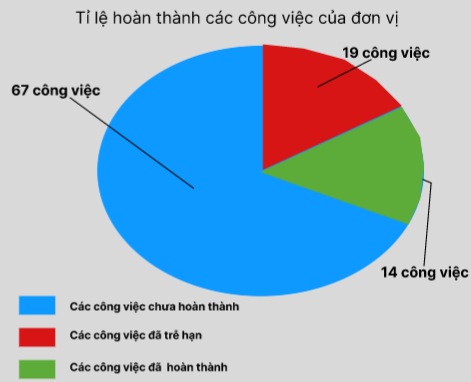 Tỉ lệ hoàn thành các công việc của đơn vị
19 công việc
67 công việc
14 công việc
Các công việc chưa hoàn thành
Các công việc đã trễ hạn
Các công việc đã hoàn thành